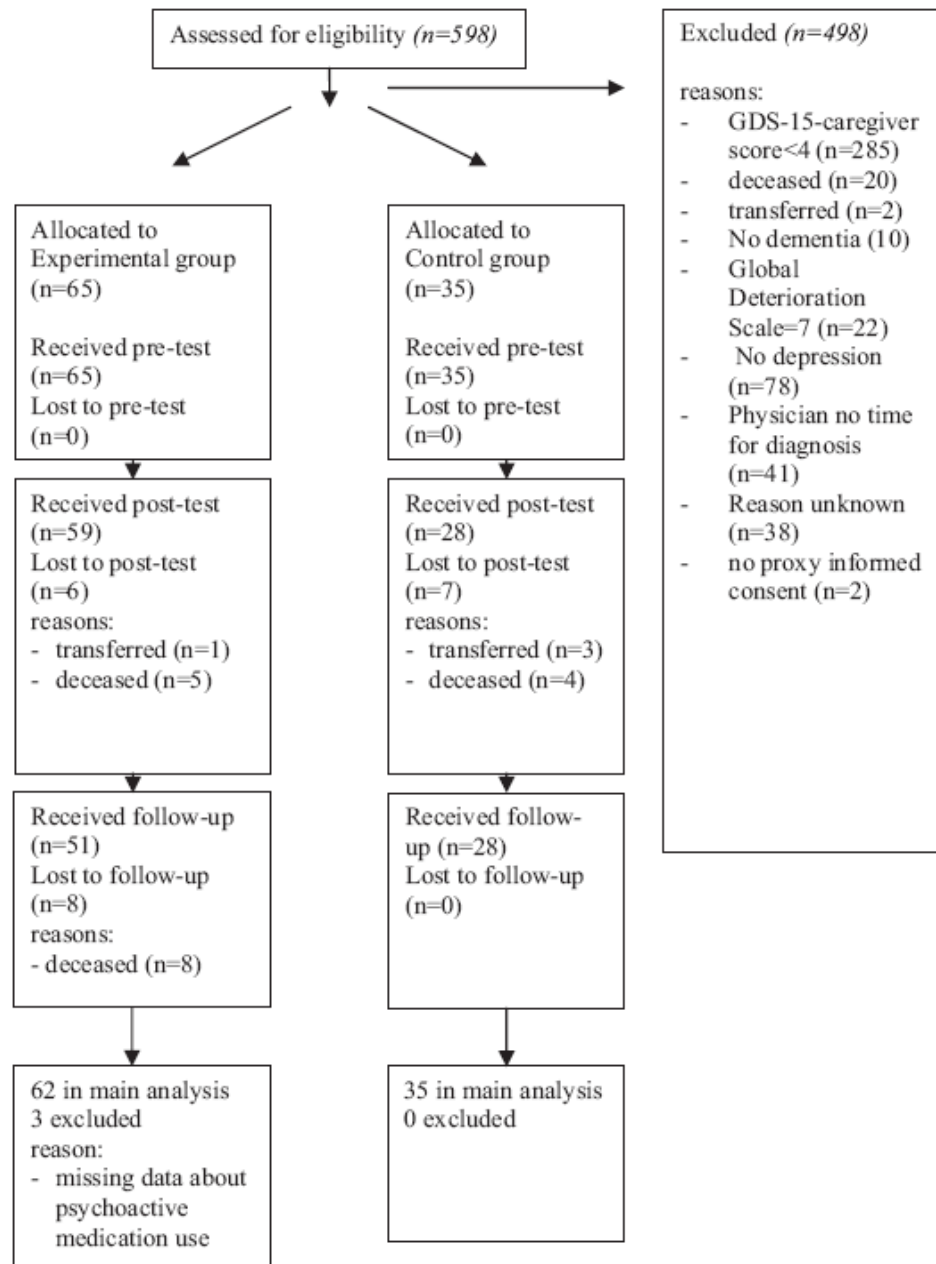 Assessed for eligibility (n=598)
Excluded (n=498)
reasons:
- GDS-15-caregiver
score<4 (n=285)
- deceased (n=20)
- transferred (n=2)
- No dementia (10)
- Global
Deterioration
Scale=7 (n=22)
- No depression
(n=78)
- Physician no time
for diagnosis
(n=41)
- Reason unknown
(n=38)
- no proxy informed
consent (n=2)
Allocated to
Experimental group
(n=65)
Received pre-test
(n=65)
Lost to pre-test
(n=0)
Allocated to
Control group
(n=35)
Received pre-test
(n=35)
Lost to pre-test
(n=0)
Received post-test
(n=59)
Lost to post-test
(n=6)
reasons:
- transferred (n=1)
- deceased (n=5)
Received post-test
(n=28)
Lost to post-test
(n=7)
reasons:
- transferred (n=3)
- deceased (n=4)
Received follow-up
(n=51)
Lost to follow-up
(n=8)
reasons:
- deceased (n=8)
Received follow-
up (n=28)
Lost to follow-up
(n=0)
62 in main analysis
3 excluded
reason:
- missing data about
psychoactive
medication use
35 in main analysis
0 excluded